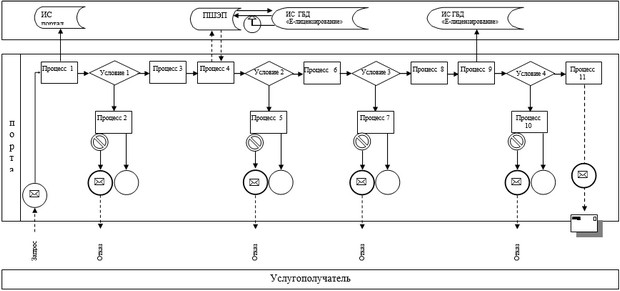 ИС
портал
ПШЭП
ИС ГБД
«Е-лицензирование»
ИС ГБД
«Е-лицензирование»
Процесс 1
Условие 1
Процесс 3
Процесс 4
Условие 2
Процесс 6
Условие 3
Процесс 8
Процесс 9
Условие 4
Процесс
11
Процесс 2
Процесс 5
Процесс 7
Процесс
10
п
о
р
т
а
Запрос
Отказ
Отказ
Отказ
Отказ
Услугополучатель